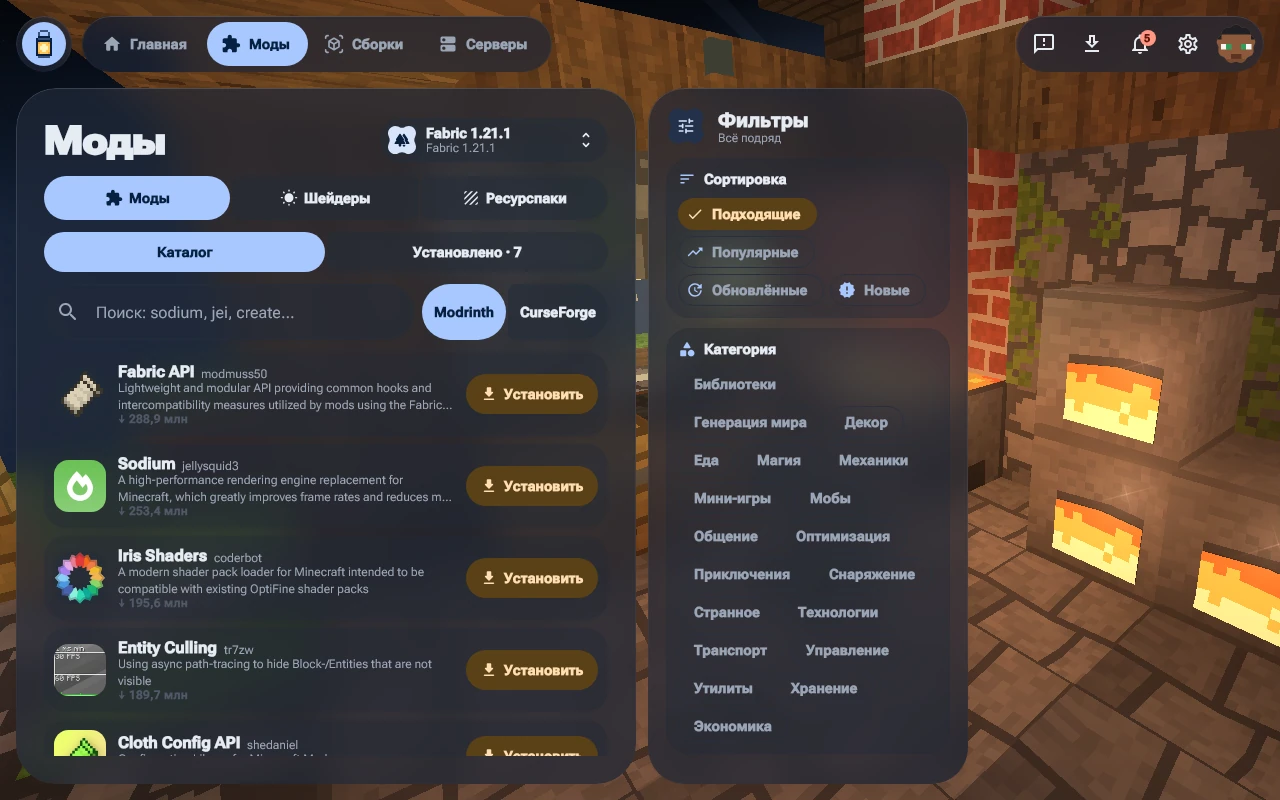 Главная
Моды
Сборки
Серверы
5
Моды
Fabric 1.21.1
Fabric 1.21.1
Моды
Шейдеры
Ресурспаки
Каталог
Установлено · 7
Поиск: sodium, jei, create...
Modrinth
CurseForge
Fabric API modmuss50
Lightweight and modular API providing common hooks and
intercompatibility measures utilized by mods using the Fabric...
↓ 288,9 млн
Установить
Sodium jellysquid3
A high-performance rendering engine replacement for
Minecraft, which greatly improves frame rates and reduces m...
↓ 253,4 млн
Установить
Iris Shaders coderbot
A modern shader pack loader for Minecraft intended to be
compatible with existing OptiFine shader packs
↓ 195,6 млн
Установить
30 FPS
60 FPS
Entity Culling tr7zw
Using async path-tracing to hide Block-/Entities that are not
visible
↓ 189,7 млн
Установить
Cloth Config API shedaniel
Установить
Фильтры
Всё подряд
Сортировка
Подходящие
Популярные
Обновлённые
Новые
Категория
Библиотеки
Генерация мира
Декор
Еда
Магия
Механики
Мини-игры
Мобы
Общение
Оптимизация
Приключения
Снаряжение
Странное
Технологии
Транспорт
Управление
Утилиты
Хранение
Экономика